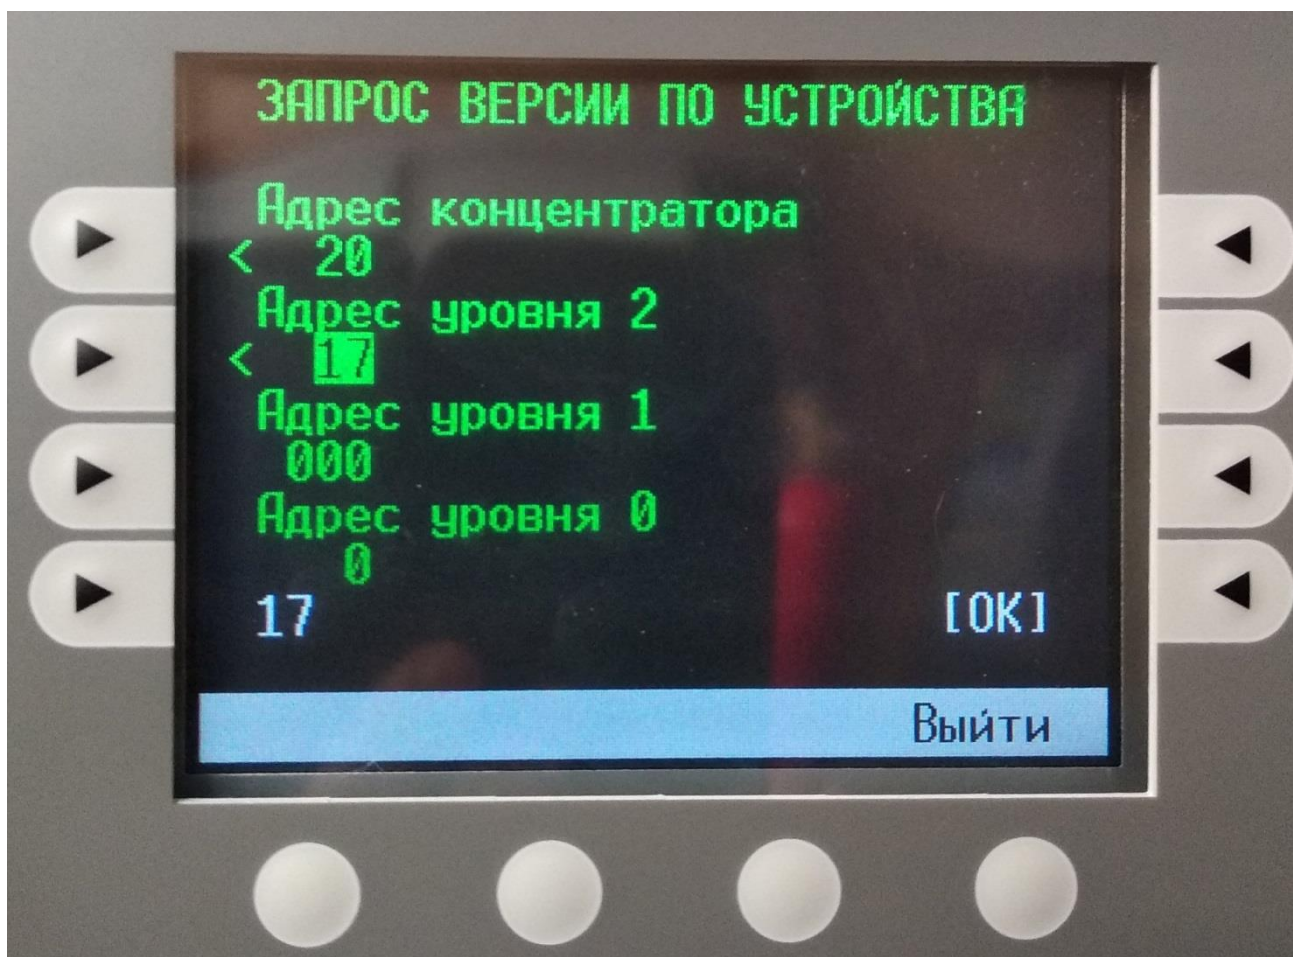 ЗАПРОС ВЕРСИИ ПО УСТРОЙСТВА
Адрес концентратора
< 20
Адрес уровня 2
< 17
Адрес уровня 1
000
Адрес уровня 0
0
17 [OK]
Выйти